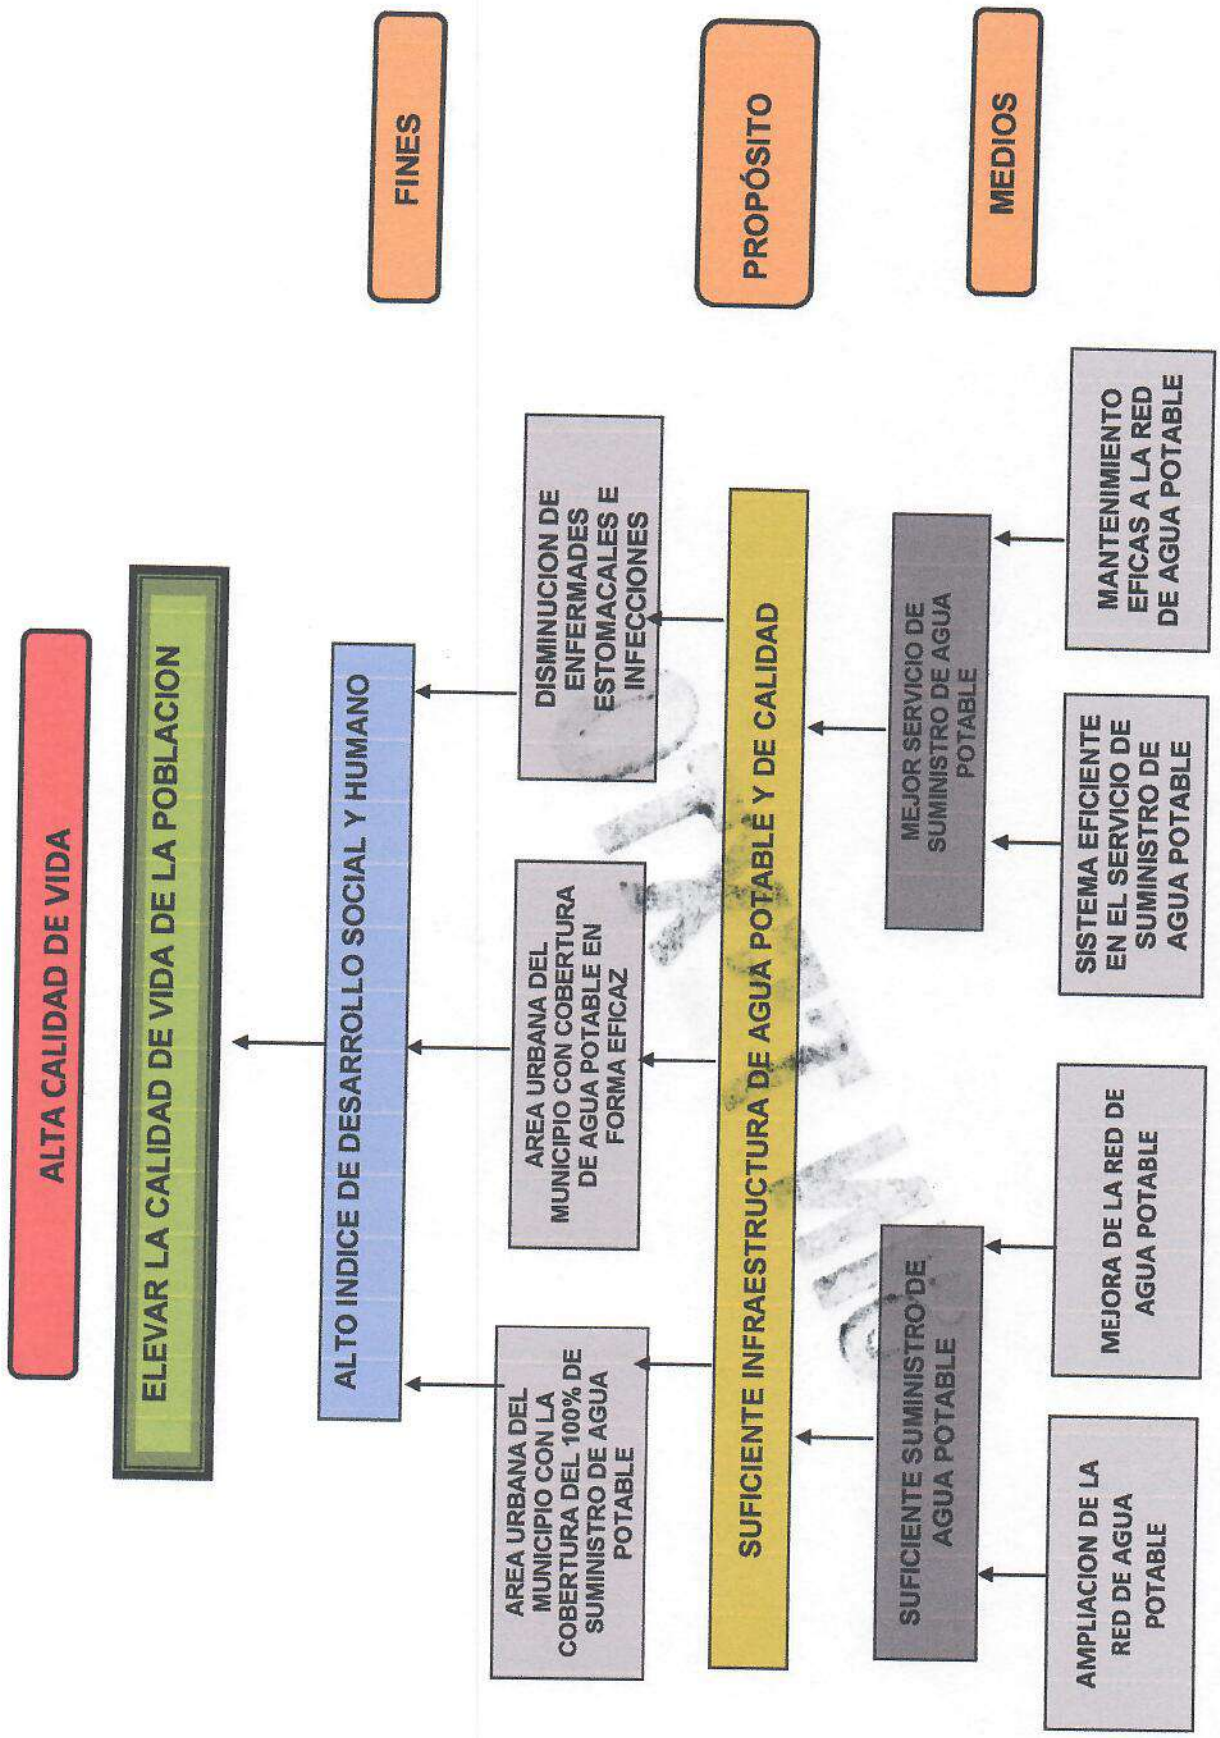 ALTA CALIDAD DE VIDA
ELEVAR LA CALIDAD DE VIDA DE LA POBLACION
FINES
ALTO INDICE DE DESARROLLO SOCIAL Y HUMANO
AREA URBANA DEL
MUNICIPIO CON LA
COBERTURA DEL 100% DE
SUMINISTRO DE AGUA
POTABLE
AREA URBANA DEL
MUNICIPIO CON COBERTURA
DE AGUA POTABLE EN
FORMA EFICAZ
DISMINUCION DE
ENFERMADES
ESTOMACALES E
INFECCIONES
PROPÓSITO
SUFICIENTE INFRAESTRUCTURA DE AGUA POTABLE Y DE CALIDAD
SUFICIENTE SUMINISTRO DE
AGUA POTABLE
MEJOR SERVICIO DE
SUMINISTRO DE AGUA
POTABLE
MEDIOS
AMPLIACION DE LA
RED DE AGUA
POTABLE
MEJORA DE LA RED DE
AGUA POTABLE
SISTEMA EFICIENTE
EN EL SERVICIO DE
SUMINISTRO DE
AGUA POTABLE
MANTENIMIENTO
EFICAS A LA RED
DE AGUA POTABLE